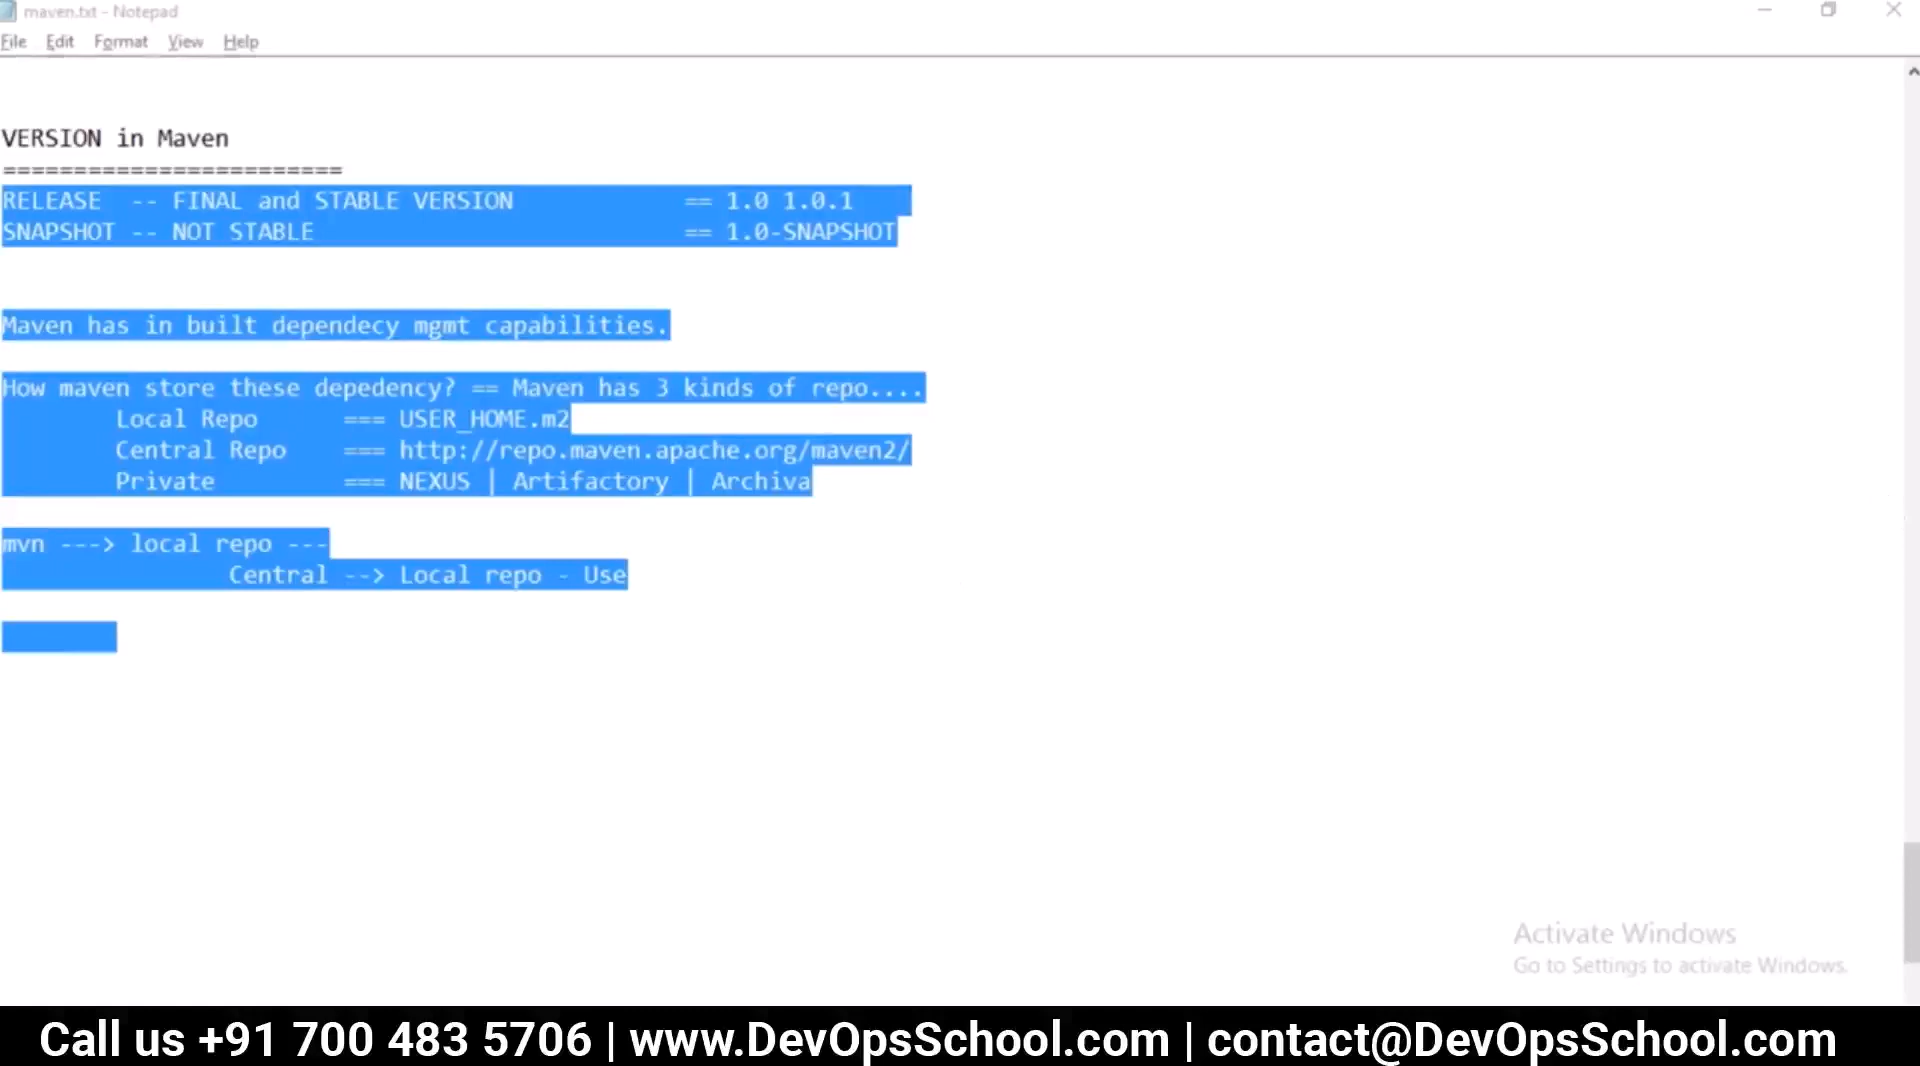 maven.txt - Notepad
File Edit Format View Help
VERSION in Maven
========================
RELEASE -- FINAL and STABLE VERSION == 1.0 1.0.1
SNAPSHOT -- NOT STABLE == 1.0-SNAPSHOT
Maven has in built dependecy mgmt capabilities.
How maven store these depedency? == Maven has 3 kinds of repo....
Local Repo === USER_HOME.m2
Central Repo === http://repo.maven.apache.org/maven2/
Private === NEXUS | Artifactory | Archiva
mvn ---> local repo ---
Central --> Local repo - Use
Activate Windows
Go to Settings to activate Windows.
Call us +91 700 483 5706 | www.DevOpsSchool.com | contact@DevOpsSchool.com